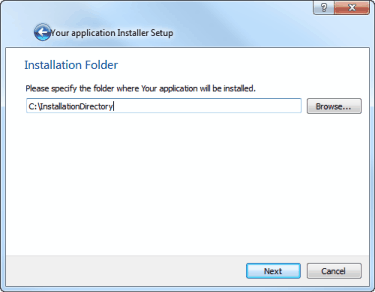 ?
Your application Installer Setup
Installation Folder
Please specify the folder where Your application will be installed.
C:\InstallationDirectory
Browse...
Next
Cancel